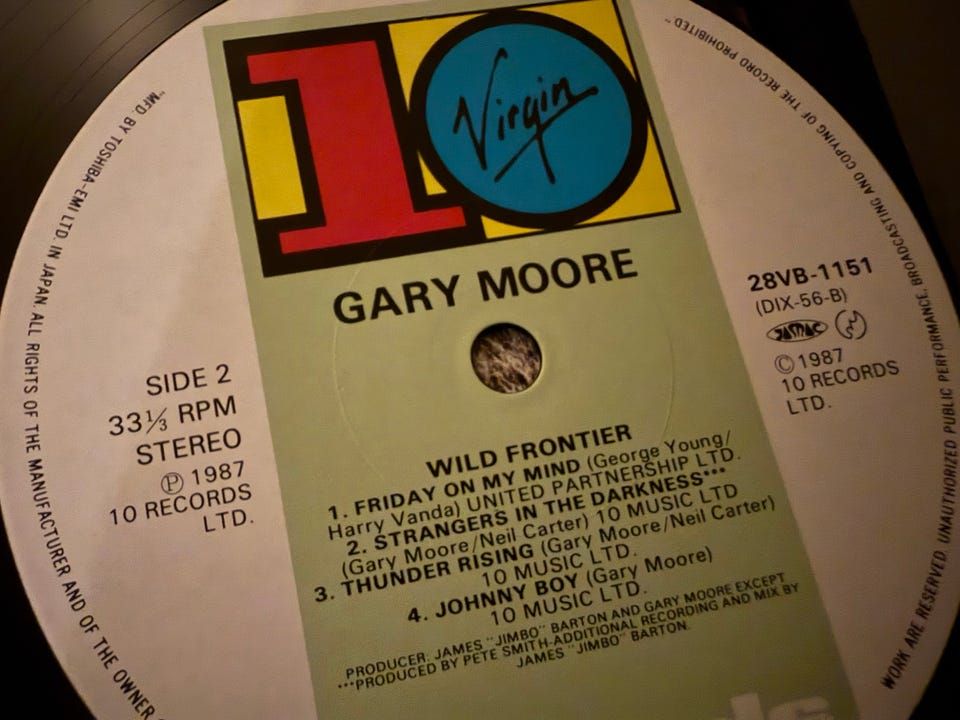 10
Virgin
GARY MOORE
SIDE 2
33⅓ RPM
STEREO
Ⓟ 1987
10 RECORDS
LTD.
28VB-1151
(DIX-56-B)
JASRAC
© 1987
10 RECORDS
LTD.
WILD FRONTIER
1. FRIDAY ON MY MIND (George Young/
Harry Vanda) UNITED PARTNERSHIP LTD.
2. STRANGERS IN THE DARKNESS***
(Gary Moore/Neil Carter) 10 MUSIC LTD
3. THUNDER RISING (Gary Moore/Neil Carter)
10 MUSIC LTD.
4. JOHNNY BOY (Gary Moore)
10 MUSIC LTD.
PRODUCER: JAMES "JIMBO" BARTON AND GARY MOORE EXCEPT
***PRODUCED BY PETE SMITH-ADDITIONAL RECORDING AND MIX BY
JAMES "JIMBO" BARTON.
"MFD. BY TOSHIBA-EMI LTD. IN JAPAN. ALL RIGHTS OF THE MANUFACTURER AND OF THE OWNER
WORK ARE RESERVED. UNAUTHORIZED PUBLIC PERFORMANCE, BROADCASTING AND COPYING OF THE RECORD PROHIBITED."